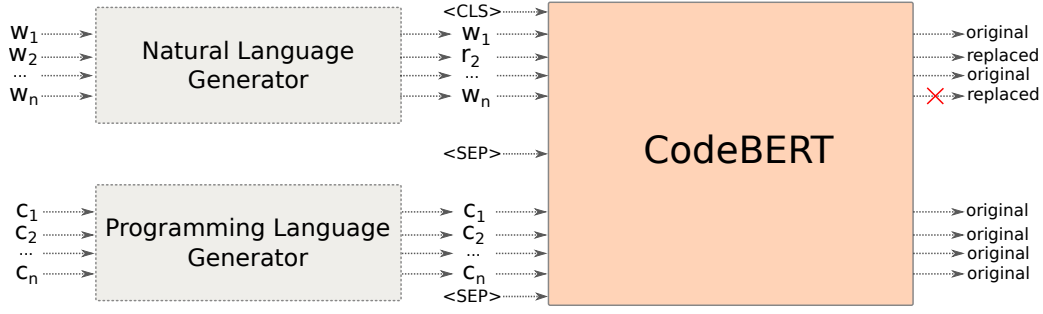 <CLS>
w1 w1 original
w2 r2 replaced
... ... original
wn wn replaced
Natural Language
Generator
<SEP>
CodeBERT
c1 c1 original
c2 c2 original
... ... original
cn cn original
Programming Language
Generator
<SEP>